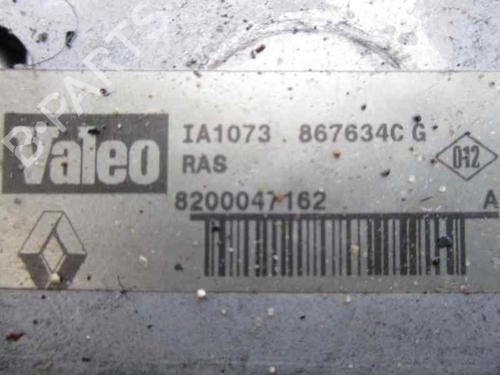 B-PARTS
Valeo
IA1073 867634C G
RAS
012
8200047162 A